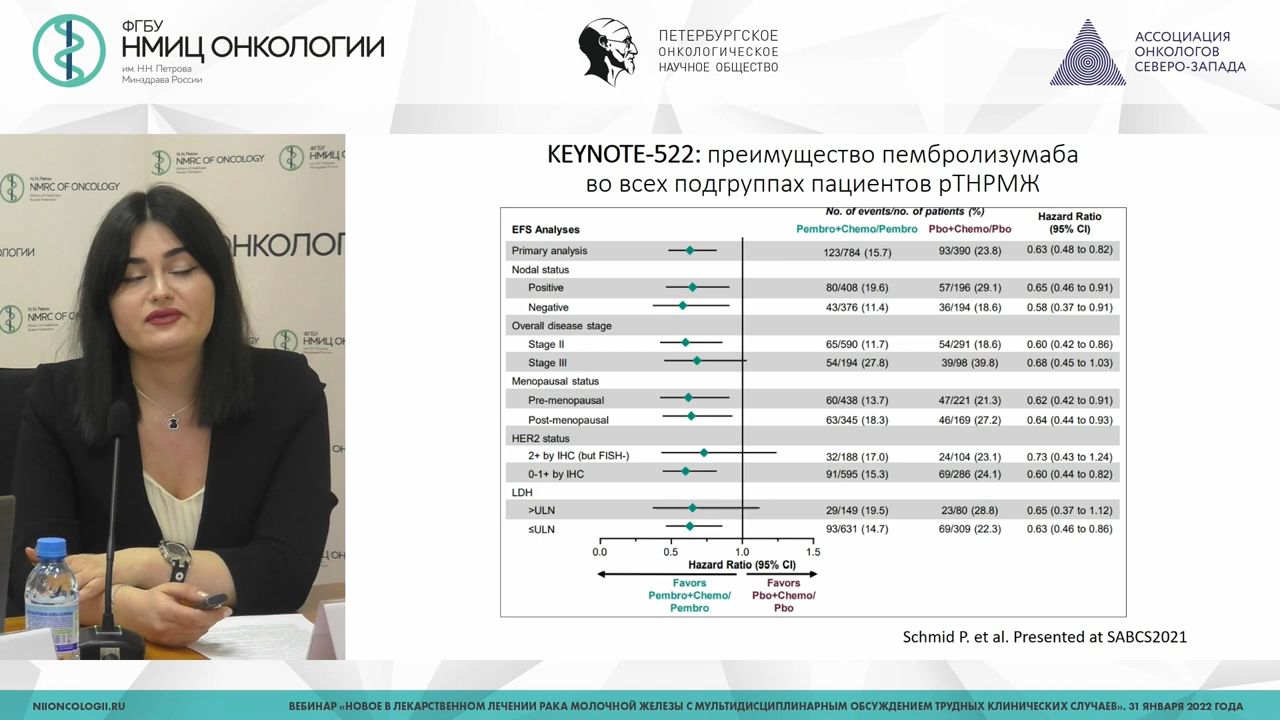 ФГБУ
НМИЦ ОНКОЛОГИИ
им. Н.Н. Петрова
Минздрава России
ПЕТЕРБУРГСКОЕ
ОНКОЛОГИЧЕСКОЕ
НАУЧНОЕ ОБЩЕСТВО
АССОЦИАЦИЯ
ОНКОЛОГОВ
СЕВЕРО-ЗАПАДА
N.N. Petrov
NMRC OF ONCOLOGY
NMRC OF ONCOLOGY
НКОЛОГ
ОЛОГИИ
KEYNOTE-522: преимущество пембролизумаба
во всех подгруппах пациентов рТНРМЖ
No. of events/no. of patients (%)
EFS Analyses Pembro+Chemo/Pembro Pbo+Chemo/Pbo Hazard Ratio (95% CI)
Primary analysis 123/784 (15.7) 93/390 (23.8) 0.63 (0.48 to 0.82)
Nodal status
Positive 80/408 (19.6) 57/196 (29.1) 0.65 (0.46 to 0.91)
Negative 43/376 (11.4) 36/194 (18.6) 0.58 (0.37 to 0.91)
Overall disease stage
Stage II 65/590 (11.7) 54/291 (18.6) 0.60 (0.42 to 0.86)
Stage III 54/194 (27.8) 39/98 (39.8) 0.68 (0.45 to 1.03)
Menopausal status
Pre-menopausal 60/438 (13.7) 47/221 (21.3) 0.62 (0.42 to 0.91)
Post-menopausal 63/345 (18.3) 46/169 (27.2) 0.64 (0.44 to 0.93)
HER2 status
2+ by IHC (but FISH-) 32/188 (17.0) 24/104 (23.1) 0.73 (0.43 to 1.24)
0-1+ by IHC 91/595 (15.3) 69/286 (24.1) 0.60 (0.44 to 0.82)
LDH
>ULN 29/149 (19.5) 23/80 (28.8) 0.65 (0.37 to 1.12)
≤ULN 93/631 (14.7) 69/309 (22.3) 0.63 (0.46 to 0.86)
0.0 0.5 1.0 1.5
Hazard Ratio (95% CI)
Favors
Pembro+Chemo/
Pembro
Favors
Pbo+Chemo/
Pbo
Schmid P. et al. Presented at SABCS2021
NIIONCOLOGII.RU
ВЕБИНАР «НОВОЕ В ЛЕКАРСТВЕННОМ ЛЕЧЕНИИ РАКА МОЛОЧНОЙ ЖЕЛЕЗЫ С МУЛЬТИДИСЦИПЛИНАРНЫМ ОБСУЖДЕНИЕМ ТРУДНЫХ КЛИНИЧЕСКИХ СЛУЧАЕВ». 31 ЯНВАРЯ 2022 ГОДА